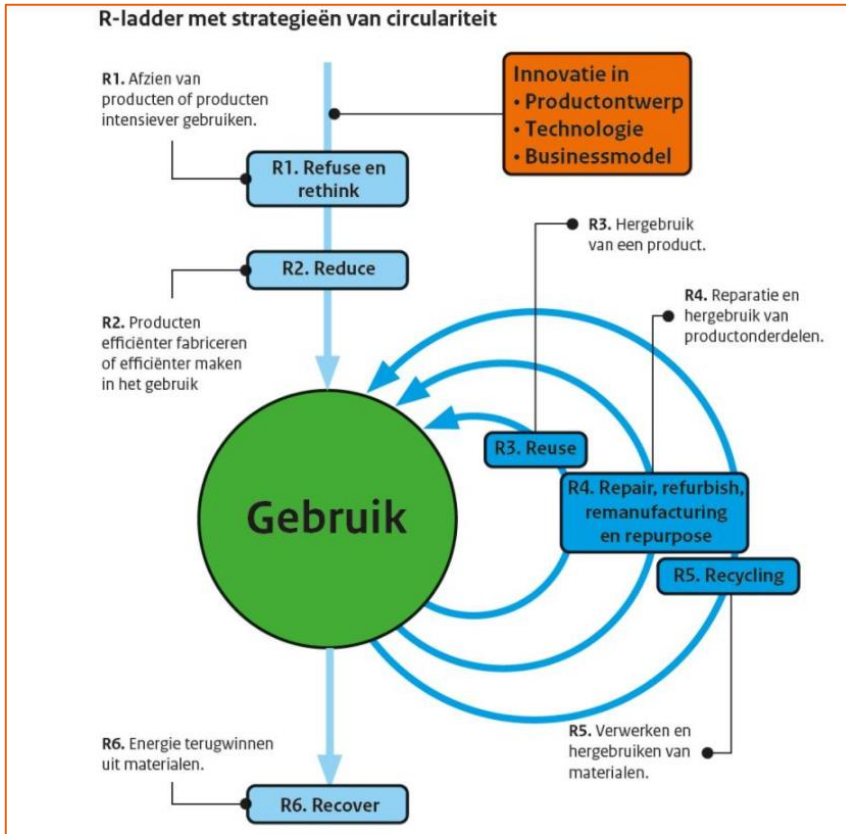 R-ladder met strategieën van circulariteit
R1. Afzien van
producten of producten
intensiever gebruiken.
Innovatie in
• Productontwerp
• Technologie
• Businessmodel
R1. Refuse en
rethink
R2. Reduce
R2. Producten
efficiënter fabriceren
of efficiënter maken
in het gebruik
R3. Hergebruik
van een product.
R4. Reparatie en
hergebruik van
productonderdelen.
R3. Reuse
R4. Repair, refurbish,
remanufacturing
en repurpose
Gebruik
R5. Recycling
R5. Verwerken en
hergebruiken van
materialen.
R6. Energie terugwinnen
uit materialen.
R6. Recover